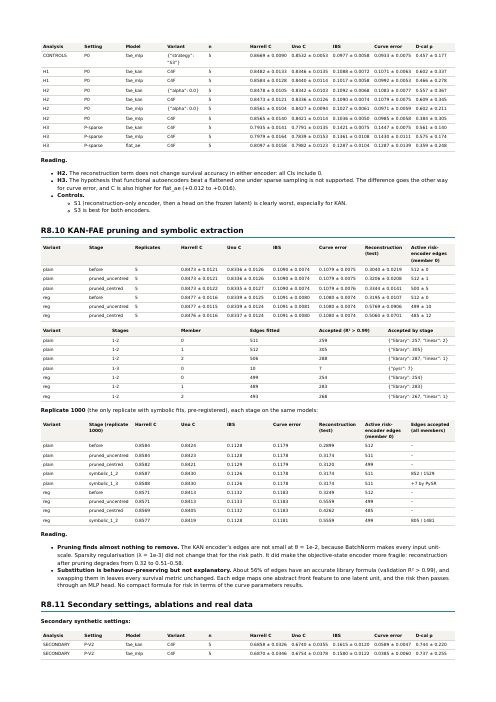 Analysis Setting Model Variant n Harrell C Uno C IBS Curve error D-cal p
CONTROLS P0 fae_mlp {"strategy": "S3"} 5 0.8669 ± 0.0090 0.8532 ± 0.0053 0.0977 ± 0.0058 0.0933 ± 0.0075 0.457 ± 0.177
H1 P0 fae_kan C4F 5 0.8482 ± 0.0133 0.8346 ± 0.0135 0.1088 ± 0.0072 0.1071 ± 0.0063 0.602 ± 0.337
H1 P0 fae_mlp C4F 5 0.8584 ± 0.0128 0.8440 ± 0.0114 0.1037 ± 0.0058 0.0992 ± 0.0053 0.466 ± 0.278
H2 P0 fae_kan {"alpha": 0.0} 5 0.8478 ± 0.0105 0.8342 ± 0.0103 0.1092 ± 0.0068 0.1083 ± 0.0077 0.557 ± 0.367
H2 P0 fae_kan C4F 5 0.8473 ± 0.0121 0.8336 ± 0.0126 0.1090 ± 0.0074 0.1079 ± 0.0075 0.609 ± 0.345
H2 P0 fae_mlp {"alpha": 0.0} 5 0.8561 ± 0.0104 0.8427 ± 0.0094 0.1027 ± 0.0061 0.0971 ± 0.0059 0.602 ± 0.213
H2 P0 fae_mlp C4F 5 0.8560 ± 0.0140 0.8421 ± 0.0114 0.1036 ± 0.0050 0.0985 ± 0.0058 0.384 ± 0.305
H3 P-sparse fae_kan C4F 5 0.7935 ± 0.0141 0.7791 ± 0.0135 0.1421 ± 0.0075 0.1447 ± 0.0075 0.561 ± 0.140
H3 P-sparse fae_mlp C4F 5 0.7979 ± 0.0164 0.7839 ± 0.0153 0.1361 ± 0.0108 0.1430 ± 0.0111 0.575 ± 0.174
H3 P-sparse flat_ae C4F 5 0.8097 ± 0.0158 0.7982 ± 0.0123 0.1287 ± 0.0104 0.1287 ± 0.0104 0.359 ± 0.248
Reading.
• H2. The reconstruction term does not change survival accuracy in either encoder: all CIs include 0.
• H3. The hypothesis that functional autoencoders beat a flattened one under sparse sampling is not supported. The difference goes the other way
for curve error, and C is also higher for flat_ae (+0.012 to +0.016).
• Controls.
◦ S1 (reconstruction-only encoder, then a head on the frozen latent) is clearly worst, especially for KAN.
◦ S3 is best for both encoders.
R8.10 KAN-FAE pruning and symbolic extraction
Variant Stage Replicates Harrell C Uno C IBS Curve error Reconstruction (test) Active risk-encoder edges (member 0)
plain before 5 0.8473 ± 0.0121 0.8336 ± 0.0126 0.1090 ± 0.0074 0.1079 ± 0.0075 0.3040 ± 0.0219 512 ± 0
plain pruned_uncentred 5 0.8473 ± 0.0121 0.8336 ± 0.0126 0.1090 ± 0.0074 0.1079 ± 0.0075 0.3206 ± 0.0208 512 ± 1
plain pruned_centred 5 0.8473 ± 0.0122 0.8335 ± 0.0127 0.1090 ± 0.0074 0.1079 ± 0.0076 0.3344 ± 0.0141 500 ± 5
reg before 5 0.8477 ± 0.0116 0.8339 ± 0.0125 0.1091 ± 0.0080 0.1080 ± 0.0074 0.3195 ± 0.0107 512 ± 0
reg pruned_uncentred 5 0.8477 ± 0.0115 0.8339 ± 0.0124 0.1091 ± 0.0081 0.1080 ± 0.0074 0.5769 ± 0.0906 499 ± 10
reg pruned_centred 5 0.8476 ± 0.0116 0.8337 ± 0.0124 0.1091 ± 0.0080 0.1080 ± 0.0074 0.5060 ± 0.0701 485 ± 12
Variant Stages Member Edges fitted Accepted (R² > 0.99) Accepted by stage
plain 1-2 0 511 259 {"library": 257, "linear": 2}
plain 1-2 1 512 305 {"library": 305}
plain 1-2 2 506 288 {"library": 287, "linear": 1}
plain 1-3 0 10 7 {"pysr": 7}
reg 1-2 0 499 254 {"library": 254}
reg 1-2 1 489 283 {"library": 283}
reg 1-2 2 493 268 {"library": 267, "linear": 1}
Replicate 1000 (the only replicate with symbolic fits, pre-registered), each stage on the same models:
Variant Stage (replicate 1000) Harrell C Uno C IBS Curve error Reconstruction (test) Active risk-encoder edges (member 0) Edges accepted (all members)
plain before 0.8584 0.8424 0.1128 0.1179 0.2899 512 –
plain pruned_uncentred 0.8584 0.8423 0.1128 0.1179 0.3174 511 –
plain pruned_centred 0.8582 0.8421 0.1129 0.1179 0.3120 499 –
plain symbolic_1_2 0.8587 0.8430 0.1126 0.1178 0.3174 511 852 / 1529
plain symbolic_1_3 0.8588 0.8430 0.1126 0.1178 0.3174 511 +7 by PySR
reg before 0.8571 0.8413 0.1132 0.1183 0.3249 512 –
reg pruned_uncentred 0.8571 0.8413 0.1133 0.1183 0.5559 499 –
reg pruned_centred 0.8569 0.8405 0.1132 0.1183 0.4262 485 –
reg symbolic_1_2 0.8577 0.8419 0.1128 0.1181 0.5559 499 805 / 1481
Reading.
• Pruning finds almost nothing to remove. The KAN encoder's edges are not small at θ = 1e-2, because BatchNorm makes every input unit-
scale. Sparsity regularisation (λ = 1e-3) did not change that for the risk path. It did make the objective-state encoder more fragile: reconstruction
after pruning degrades from 0.32 to 0.51–0.58.
• Substitution is behaviour-preserving but not explanatory. About 56% of edges have an accurate library formula (validation R² > 0.99), and
swapping them in leaves every survival metric unchanged. Each edge maps one abstract front feature to one latent unit, and the risk then passes
through an MLP head. No compact formula for risk in terms of the curve parameters results.
R8.11 Secondary settings, ablations and real data
Secondary synthetic settings:
Analysis Setting Model Variant n Harrell C Uno C IBS Curve error D-cal p
SECONDARY P-V2 fae_kan C4F 5 0.6858 ± 0.0326 0.6740 ± 0.0355 0.1615 ± 0.0120 0.0589 ± 0.0047 0.740 ± 0.220
SECONDARY P-V2 fae_mlp C4F 5 0.6870 ± 0.0346 0.6754 ± 0.0378 0.1580 ± 0.0122 0.0385 ± 0.0060 0.737 ± 0.255